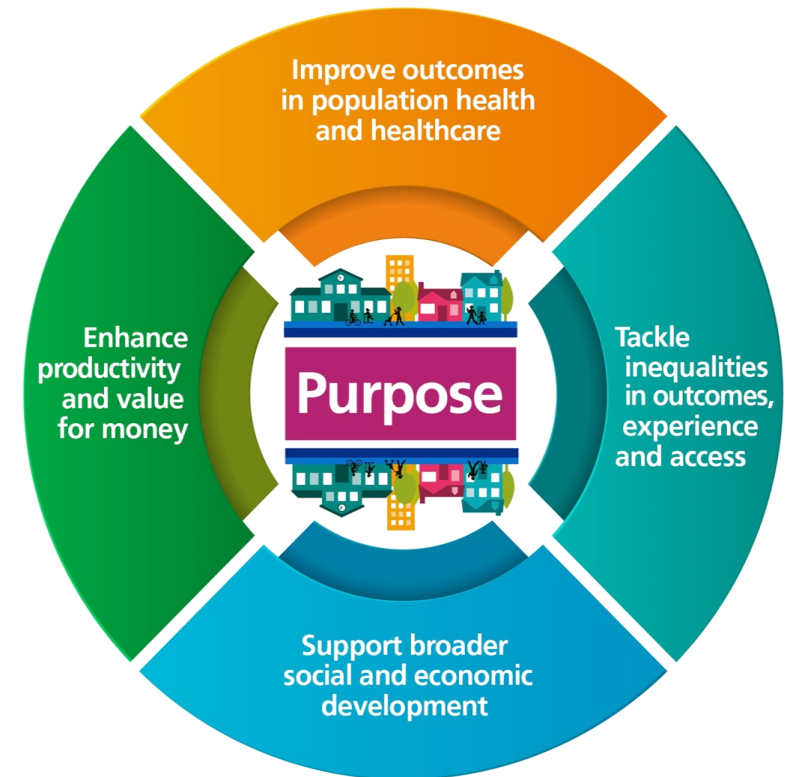 Improve outcomes
in population health
and healthcare
Enhance
productivity
and value
for money
Purpose
Tackle
inequalities
in outcomes,
experience
and access
Support broader
social and economic
development